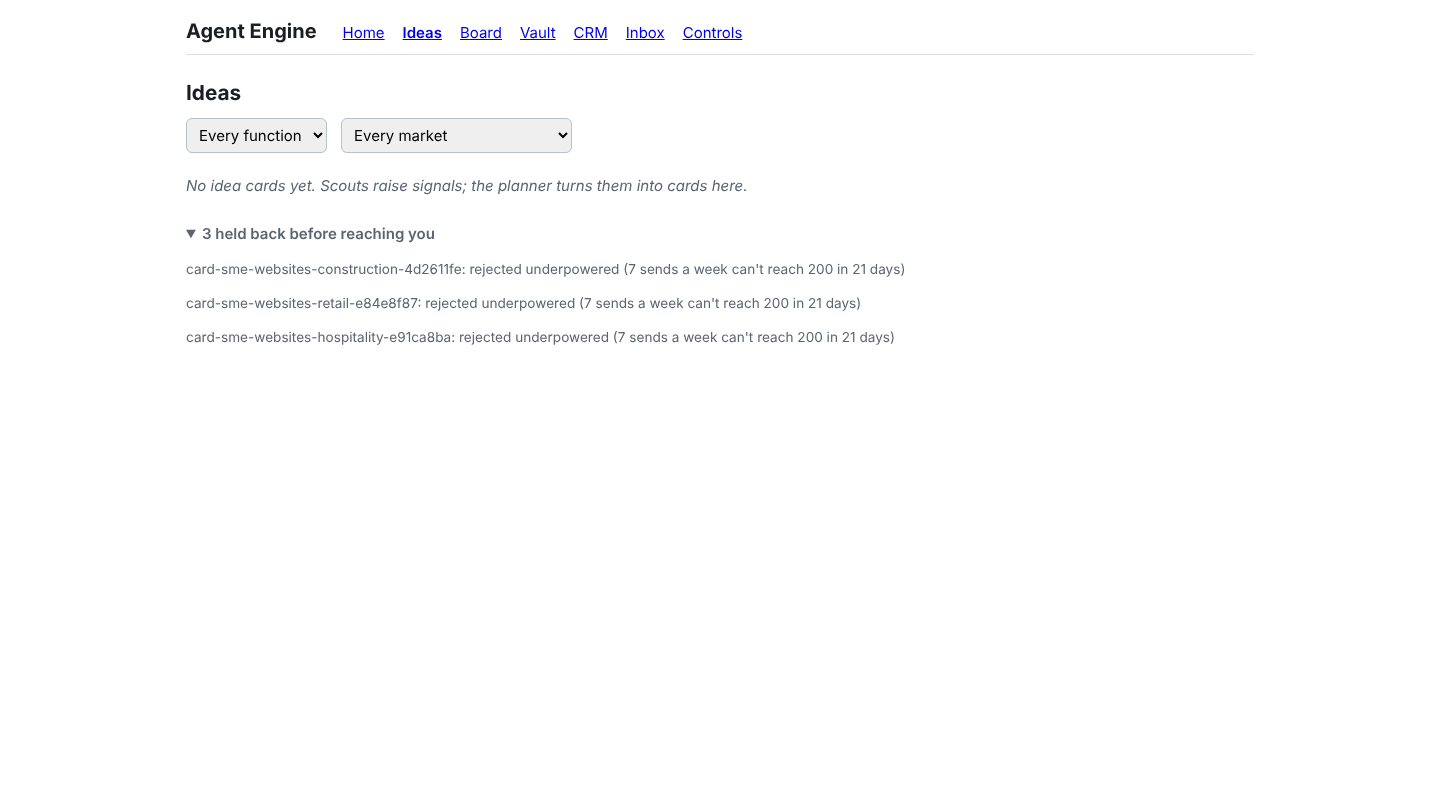 Agent Engine Home Ideas Board Vault CRM Inbox Controls
Ideas
Every function Every market
No idea cards yet. Scouts raise signals; the planner turns them into cards here.
▼ 3 held back before reaching you
card-sme-websites-construction-4d2611fe: rejected underpowered (7 sends a week can't reach 200 in 21 days)
card-sme-websites-retail-e84e8f87: rejected underpowered (7 sends a week can't reach 200 in 21 days)
card-sme-websites-hospitality-e91ca8ba: rejected underpowered (7 sends a week can't reach 200 in 21 days)